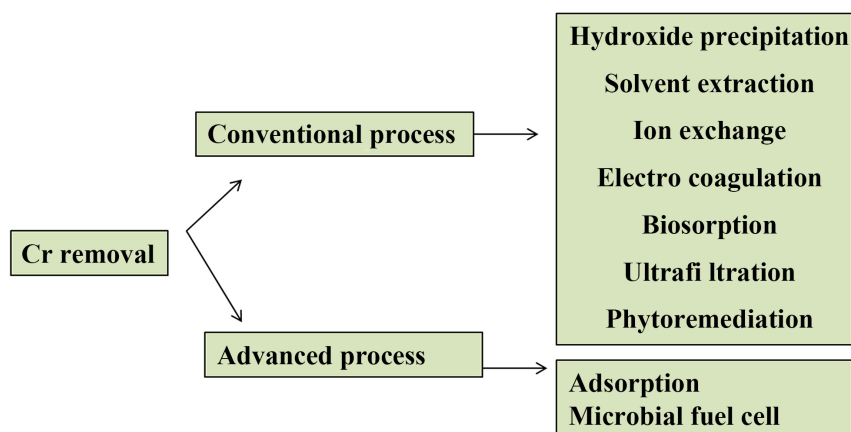 Cr removal
Conventional process
Hydroxide precipitation
Solvent extraction
Ion exchange
Electro coagulation
Biosorption
Ultrafi ltration
Phytoremediation
Advanced process
Adsorption
Microbial fuel cell